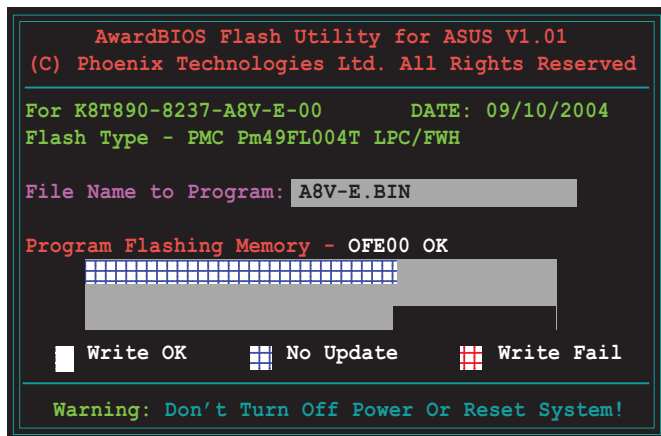 AwardBIOS Flash Utility for ASUS V1.01
(C) Phoenix Technologies Ltd. All Rights Reserved
For K8T890-8237-A8V-E-00 DATE: 09/10/2004
Flash Type - PMC Pm49FL004T LPC/FWH
File Name to Program: A8V-E.BIN
Program Flashing Memory - OFE00 OK
Write OK No Update Write Fail
Warning: Don't Turn Off Power Or Reset System!